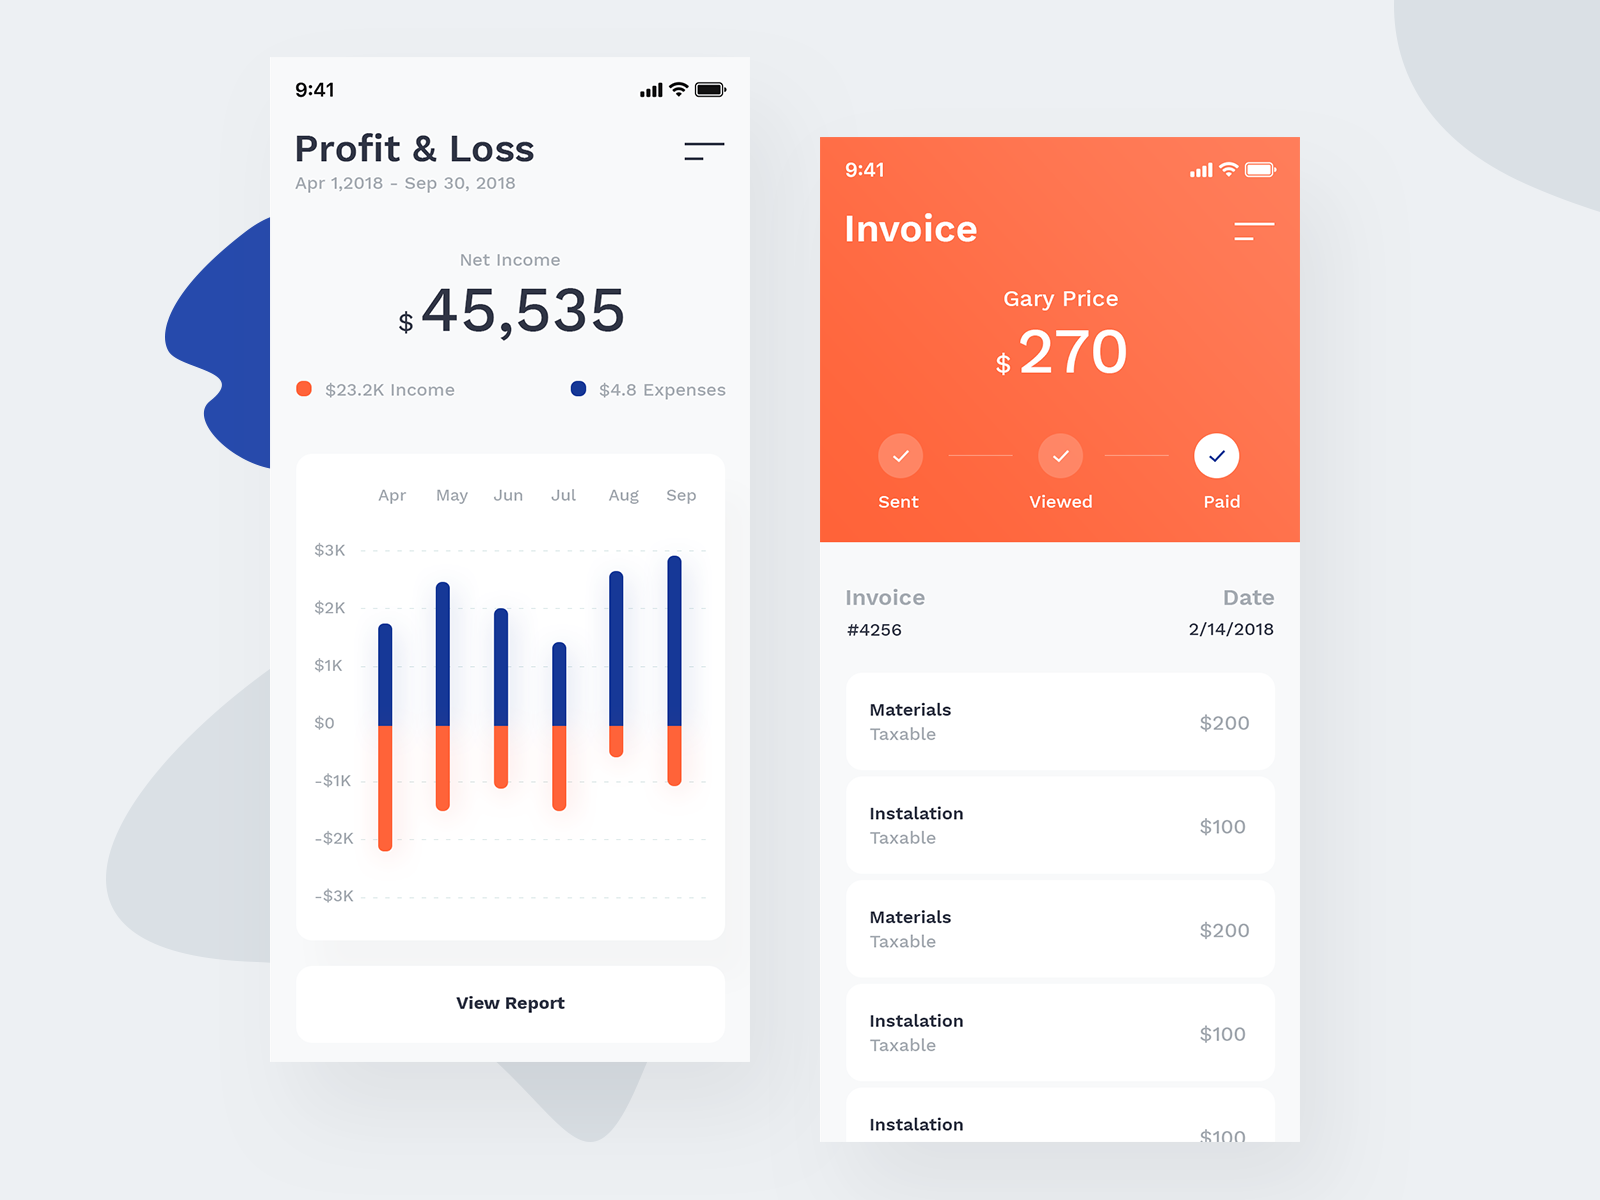 9:41
Profit & Loss
Apr 1,2018 - Sep 30, 2018
Net Income
$ 45,535
$23.2K Income
$4.8 Expenses
Apr May Jun Jul Aug Sep
$3K
$2K
$1K
$0
-$1K
-$2K
-$3K
View Report
9:41
Invoice
Gary Price
$ 270
Sent Viewed Paid
Invoice Date
#4256 2/14/2018
Materials
Taxable
$200
Instalation
Taxable
$100
Materials
Taxable
$200
Instalation
Taxable
$100
Instalation
$100